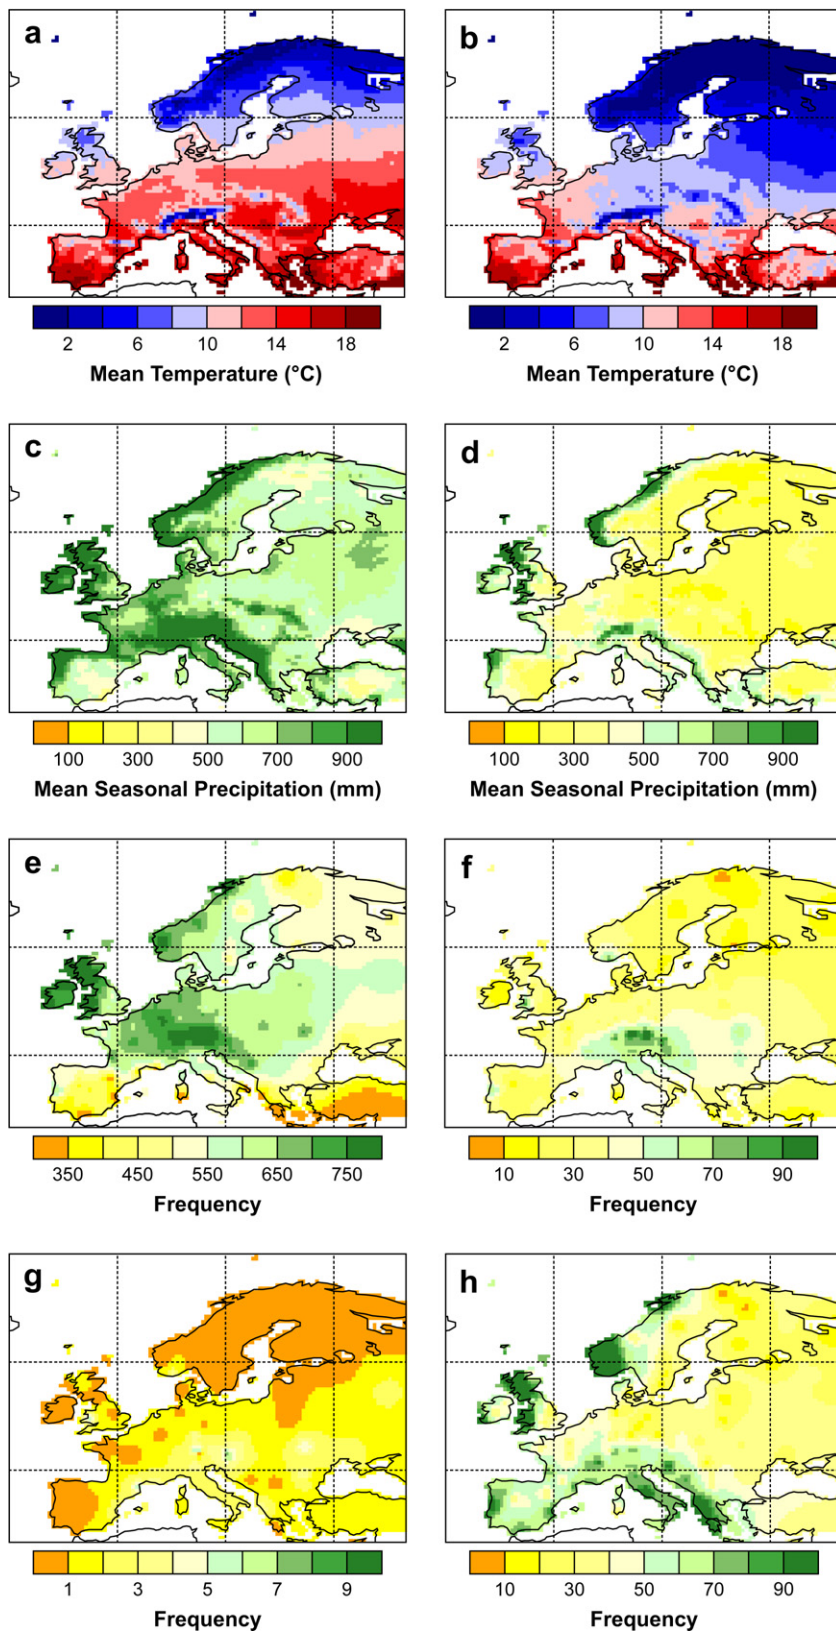 a
b
2 6 10 14 18
Mean Temperature (°C)
2 6 10 14 18
Mean Temperature (°C)
c
d
100 300 500 700 900
Mean Seasonal Precipitation (mm)
100 300 500 700 900
Mean Seasonal Precipitation (mm)
e
f
350 450 550 650 750
Frequency
10 30 50 70 90
Frequency
g
h
1 3 5 7 9
Frequency
10 30 50 70 90
Frequency